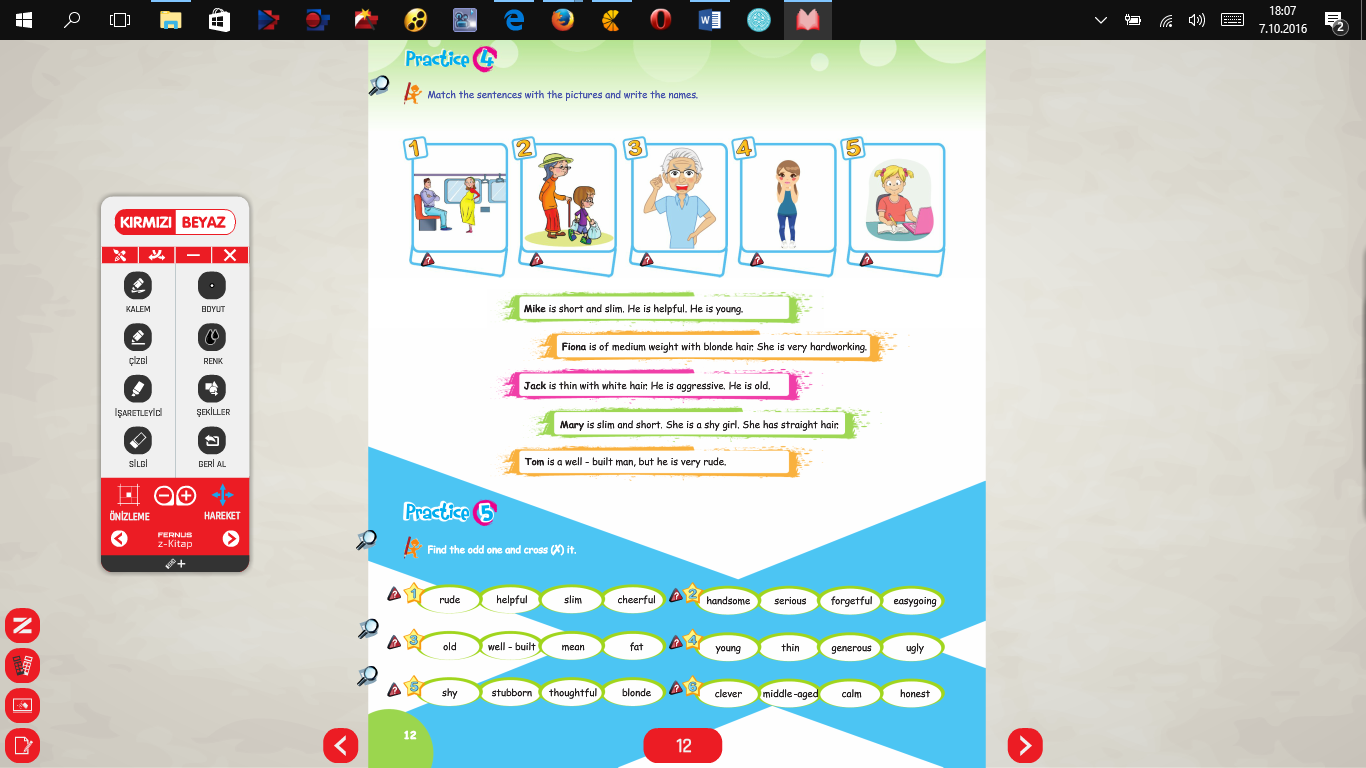 18:07
7.10.2016
2
Practice 4
Match the sentences with the pictures and write the names.
1 2 3 4 5
Mike is short and slim. He is helpful. He is young.
Fiona is of medium weight with blonde hair. She is very hardworking.
Jack is thin with white hair. He is aggressive. He is old.
Mary is slim and short. She is a shy girl. She has straight hair.
Tom is a well - built man, but he is very rude.
Practice 5
Find the odd one and cross (✗) it.
1 rude helpful slim cheerful 2 handsome serious forgetful easygoing
3 old well - built mean fat 4 young thin generous ugly
5 shy stubborn thoughtful blonde 6 clever middle-aged calm honest
12
12
KIRMIZI BEYAZ
KALEM BOYUT
ÇİZGİ RENK
İŞARETLEYİCİ ŞEKİLLER
SİLGİ GERİ AL
ÖNİZLEME HAREKET
FERNUS
z-Kitap